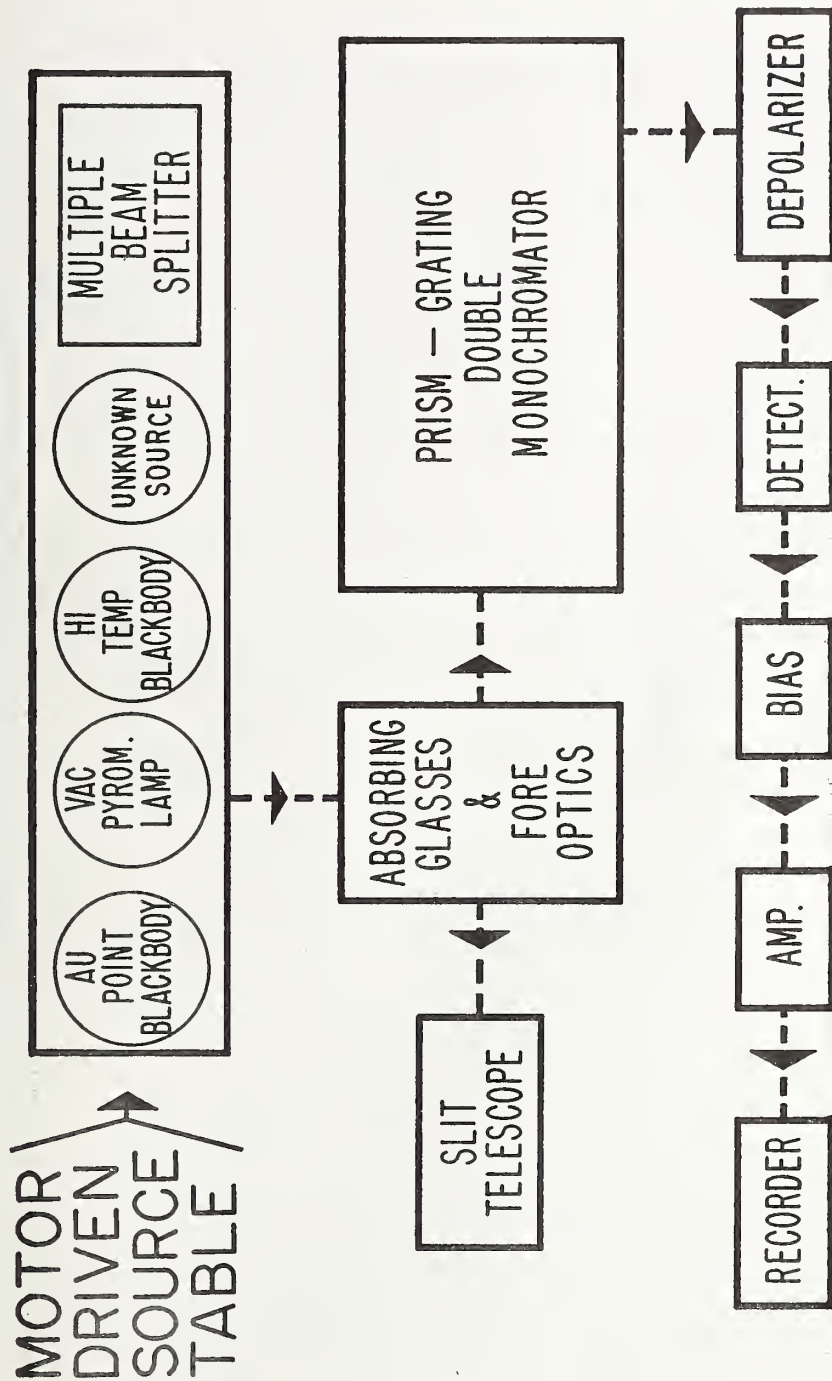 MOTOR
DRIVEN
SOURCE
TABLE
AU
POINT
BLACKBODY
VAC
PYROM.
LAMP
HI
TEMP
BLACKBODY
UNKNOWN
SOURCE
MULTIPLE
BEAM
SPLITTER
SLIT
TELESCOPE
ABSORBING
GLASSES
&
FORE
OPTICS
PRISM – GRATING
DOUBLE
MONOCHROMATOR
RECORDER
AMP.
BIAS
DETECT.
DEPOLARIZER